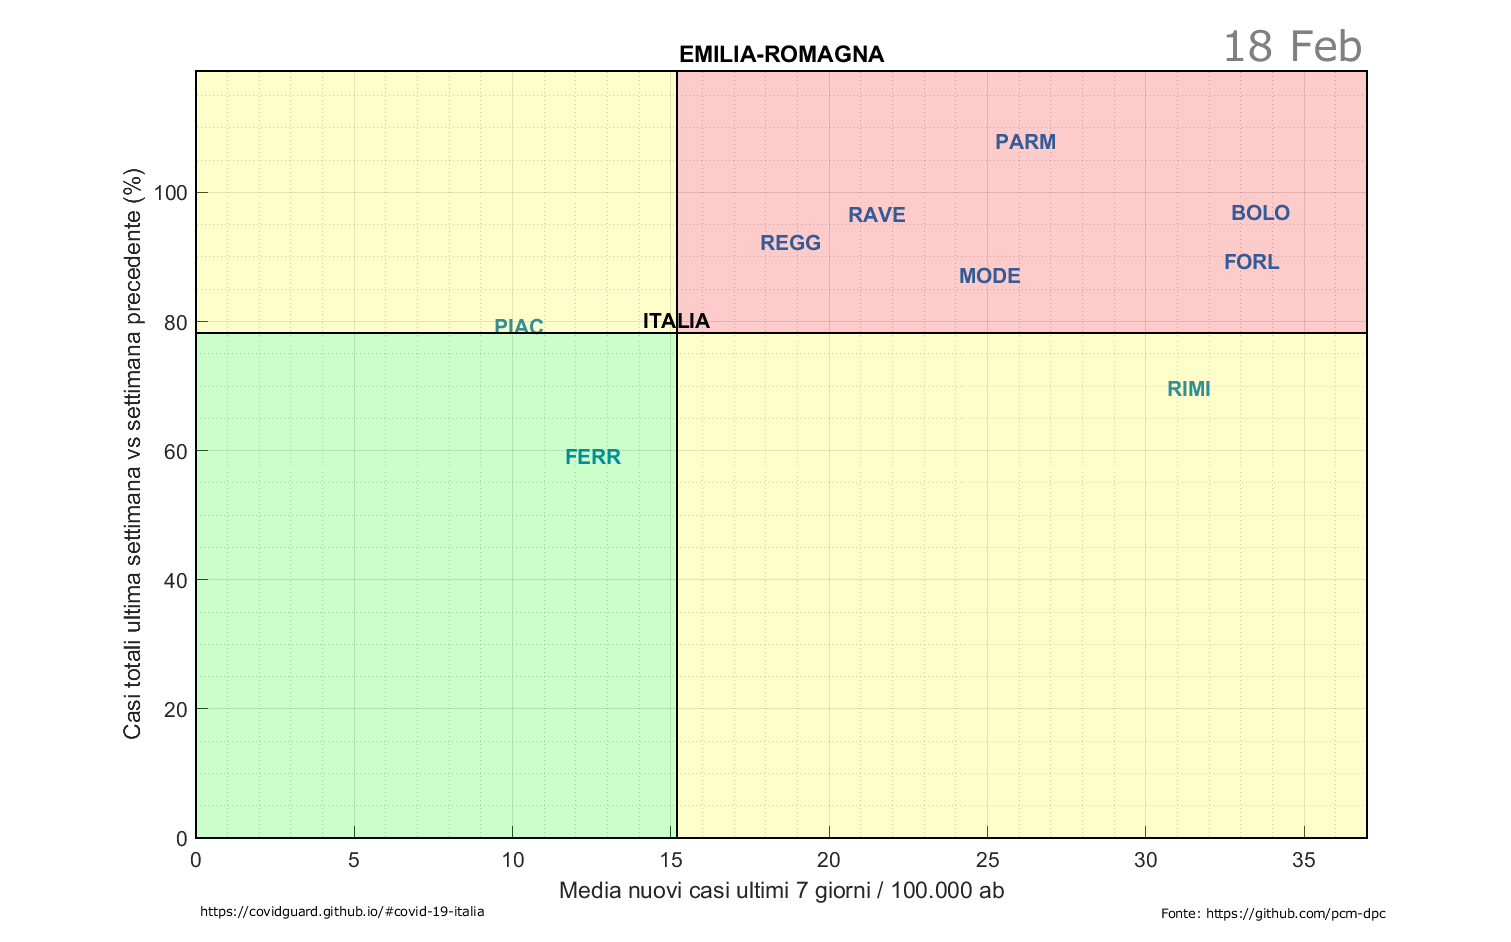 EMILIA-ROMAGNA
18 Feb
Casi totali ultima settimana vs settimana precedente (%)
100
80
60
40
20
0
PARM
RAVE
BOLO
REGG
FORL
MODE
ITALIA
PIAC
RIMI
FERR
0 5 10 15 20 25 30 35
Media nuovi casi ultimi 7 giorni / 100.000 ab
https://covidguard.github.io/#covid-19-italia
Fonte: https://github.com/pcm-dpc